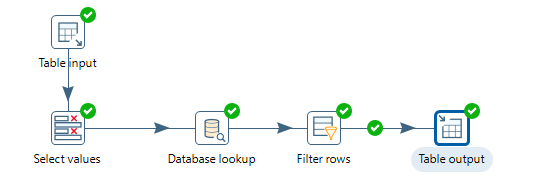 Table input
Select values
Database lookup
Filter rows
Table output